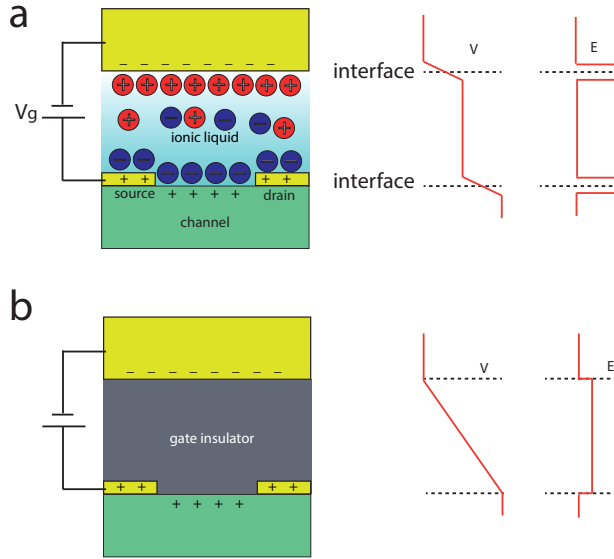 a
V
E
interface
Vg
ionic liquid
interface
source
drain
channel
b
V
E
gate insulator